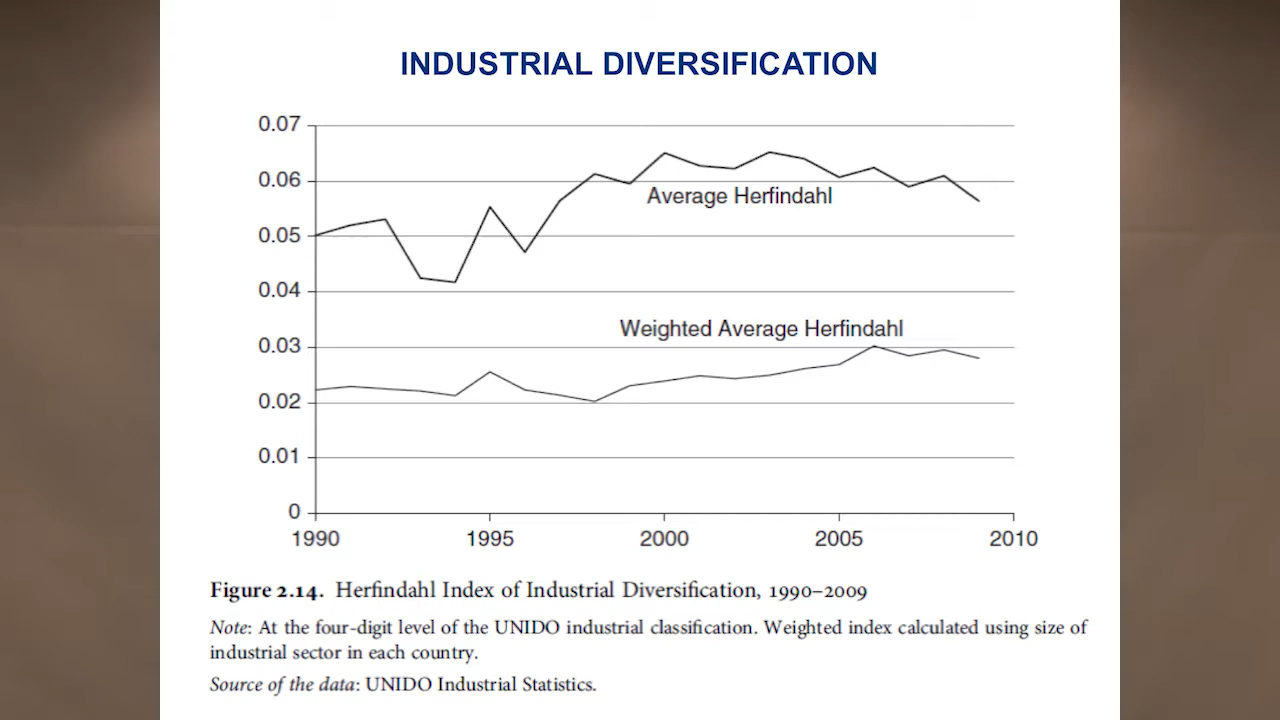 INDUSTRIAL DIVERSIFICATION
0.07
0.06
Average Herfindahl
0.05
0.04
Weighted Average Herfindahl
0.03
0.02
0.01
0
1990 1995 2000 2005 2010
Figure 2.14. Herfindahl Index of Industrial Diversification, 1990–2009
Note: At the four-digit level of the UNIDO industrial classification. Weighted index calculated using size of
industrial sector in each country.
Source of the data: UNIDO Industrial Statistics.